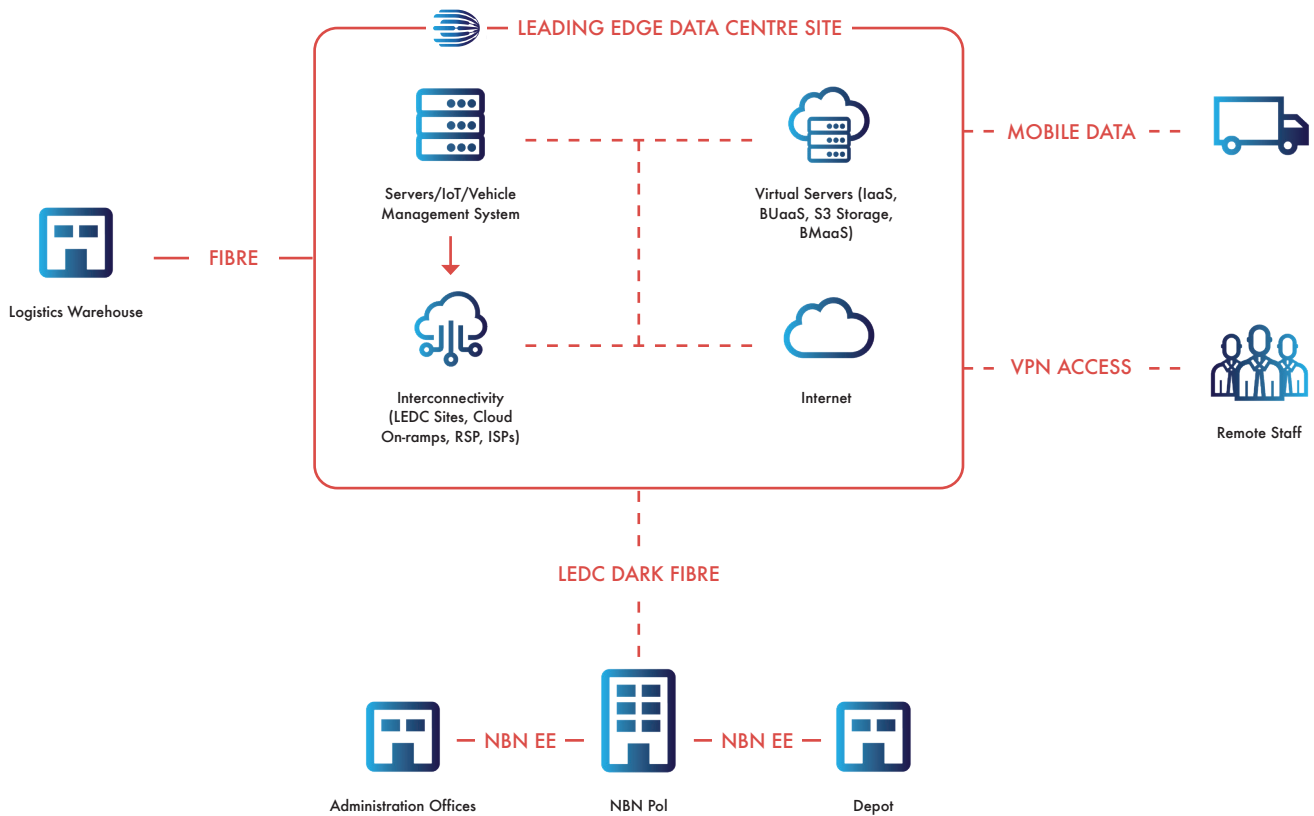 LEADING EDGE DATA CENTRE SITE
MOBILE DATA
Servers/IoT/Vehicle
Management System
Virtual Servers (IaaS,
BUaaS, S3 Storage,
BMaaS)
FIBRE
Logistics Warehouse
Interconnectivity
(LEDC Sites, Cloud
On-ramps, RSP, ISPs)
Internet
VPN ACCESS
Remote Staff
LEDC DARK FIBRE
NBN EE
NBN EE
Administration Offices
NBN PoI
Depot